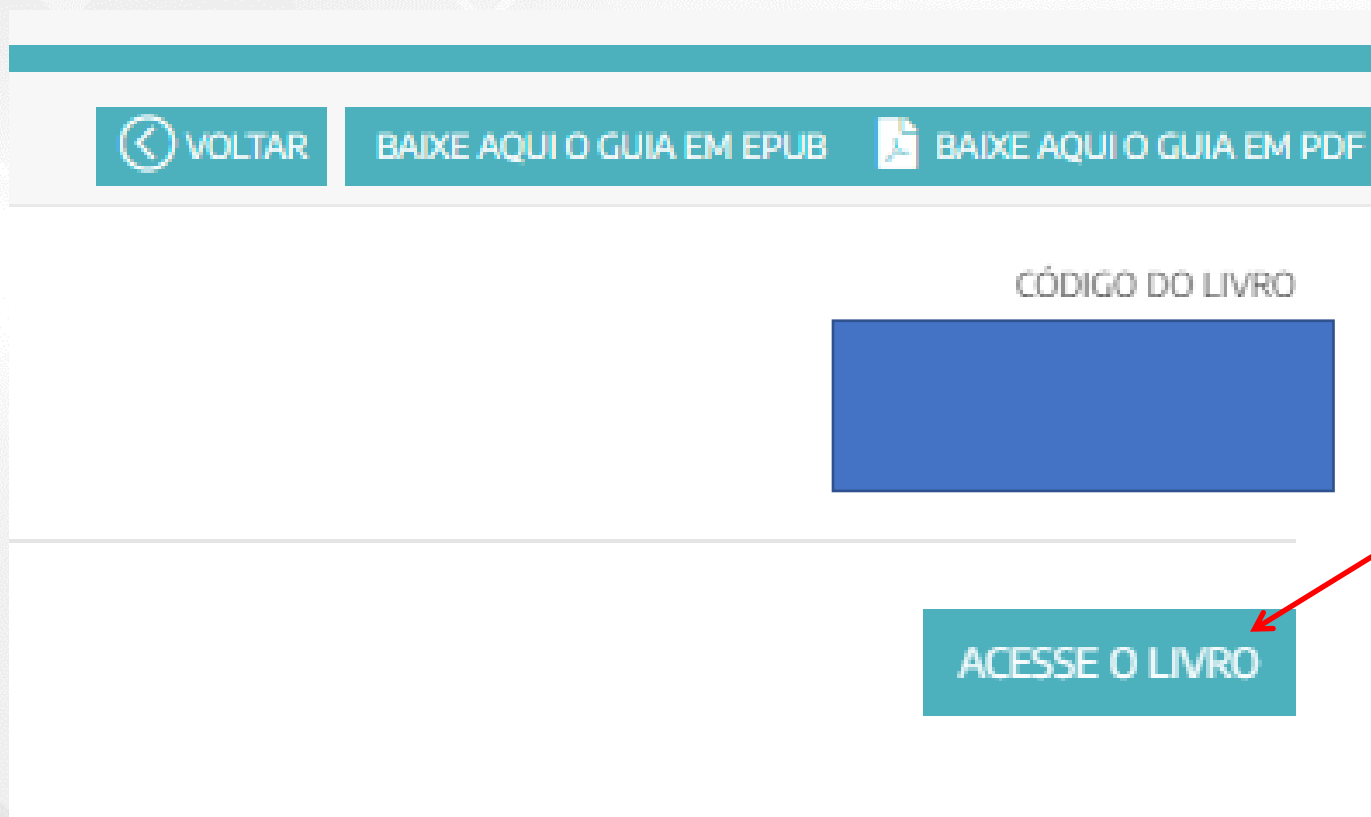 VOLTAR BAIXE AQUI O GUIA EM EPUB BAIXE AQUI O GUIA EM PDF
CÓDIGO DO LIVRO
ACESSE O LIVRO